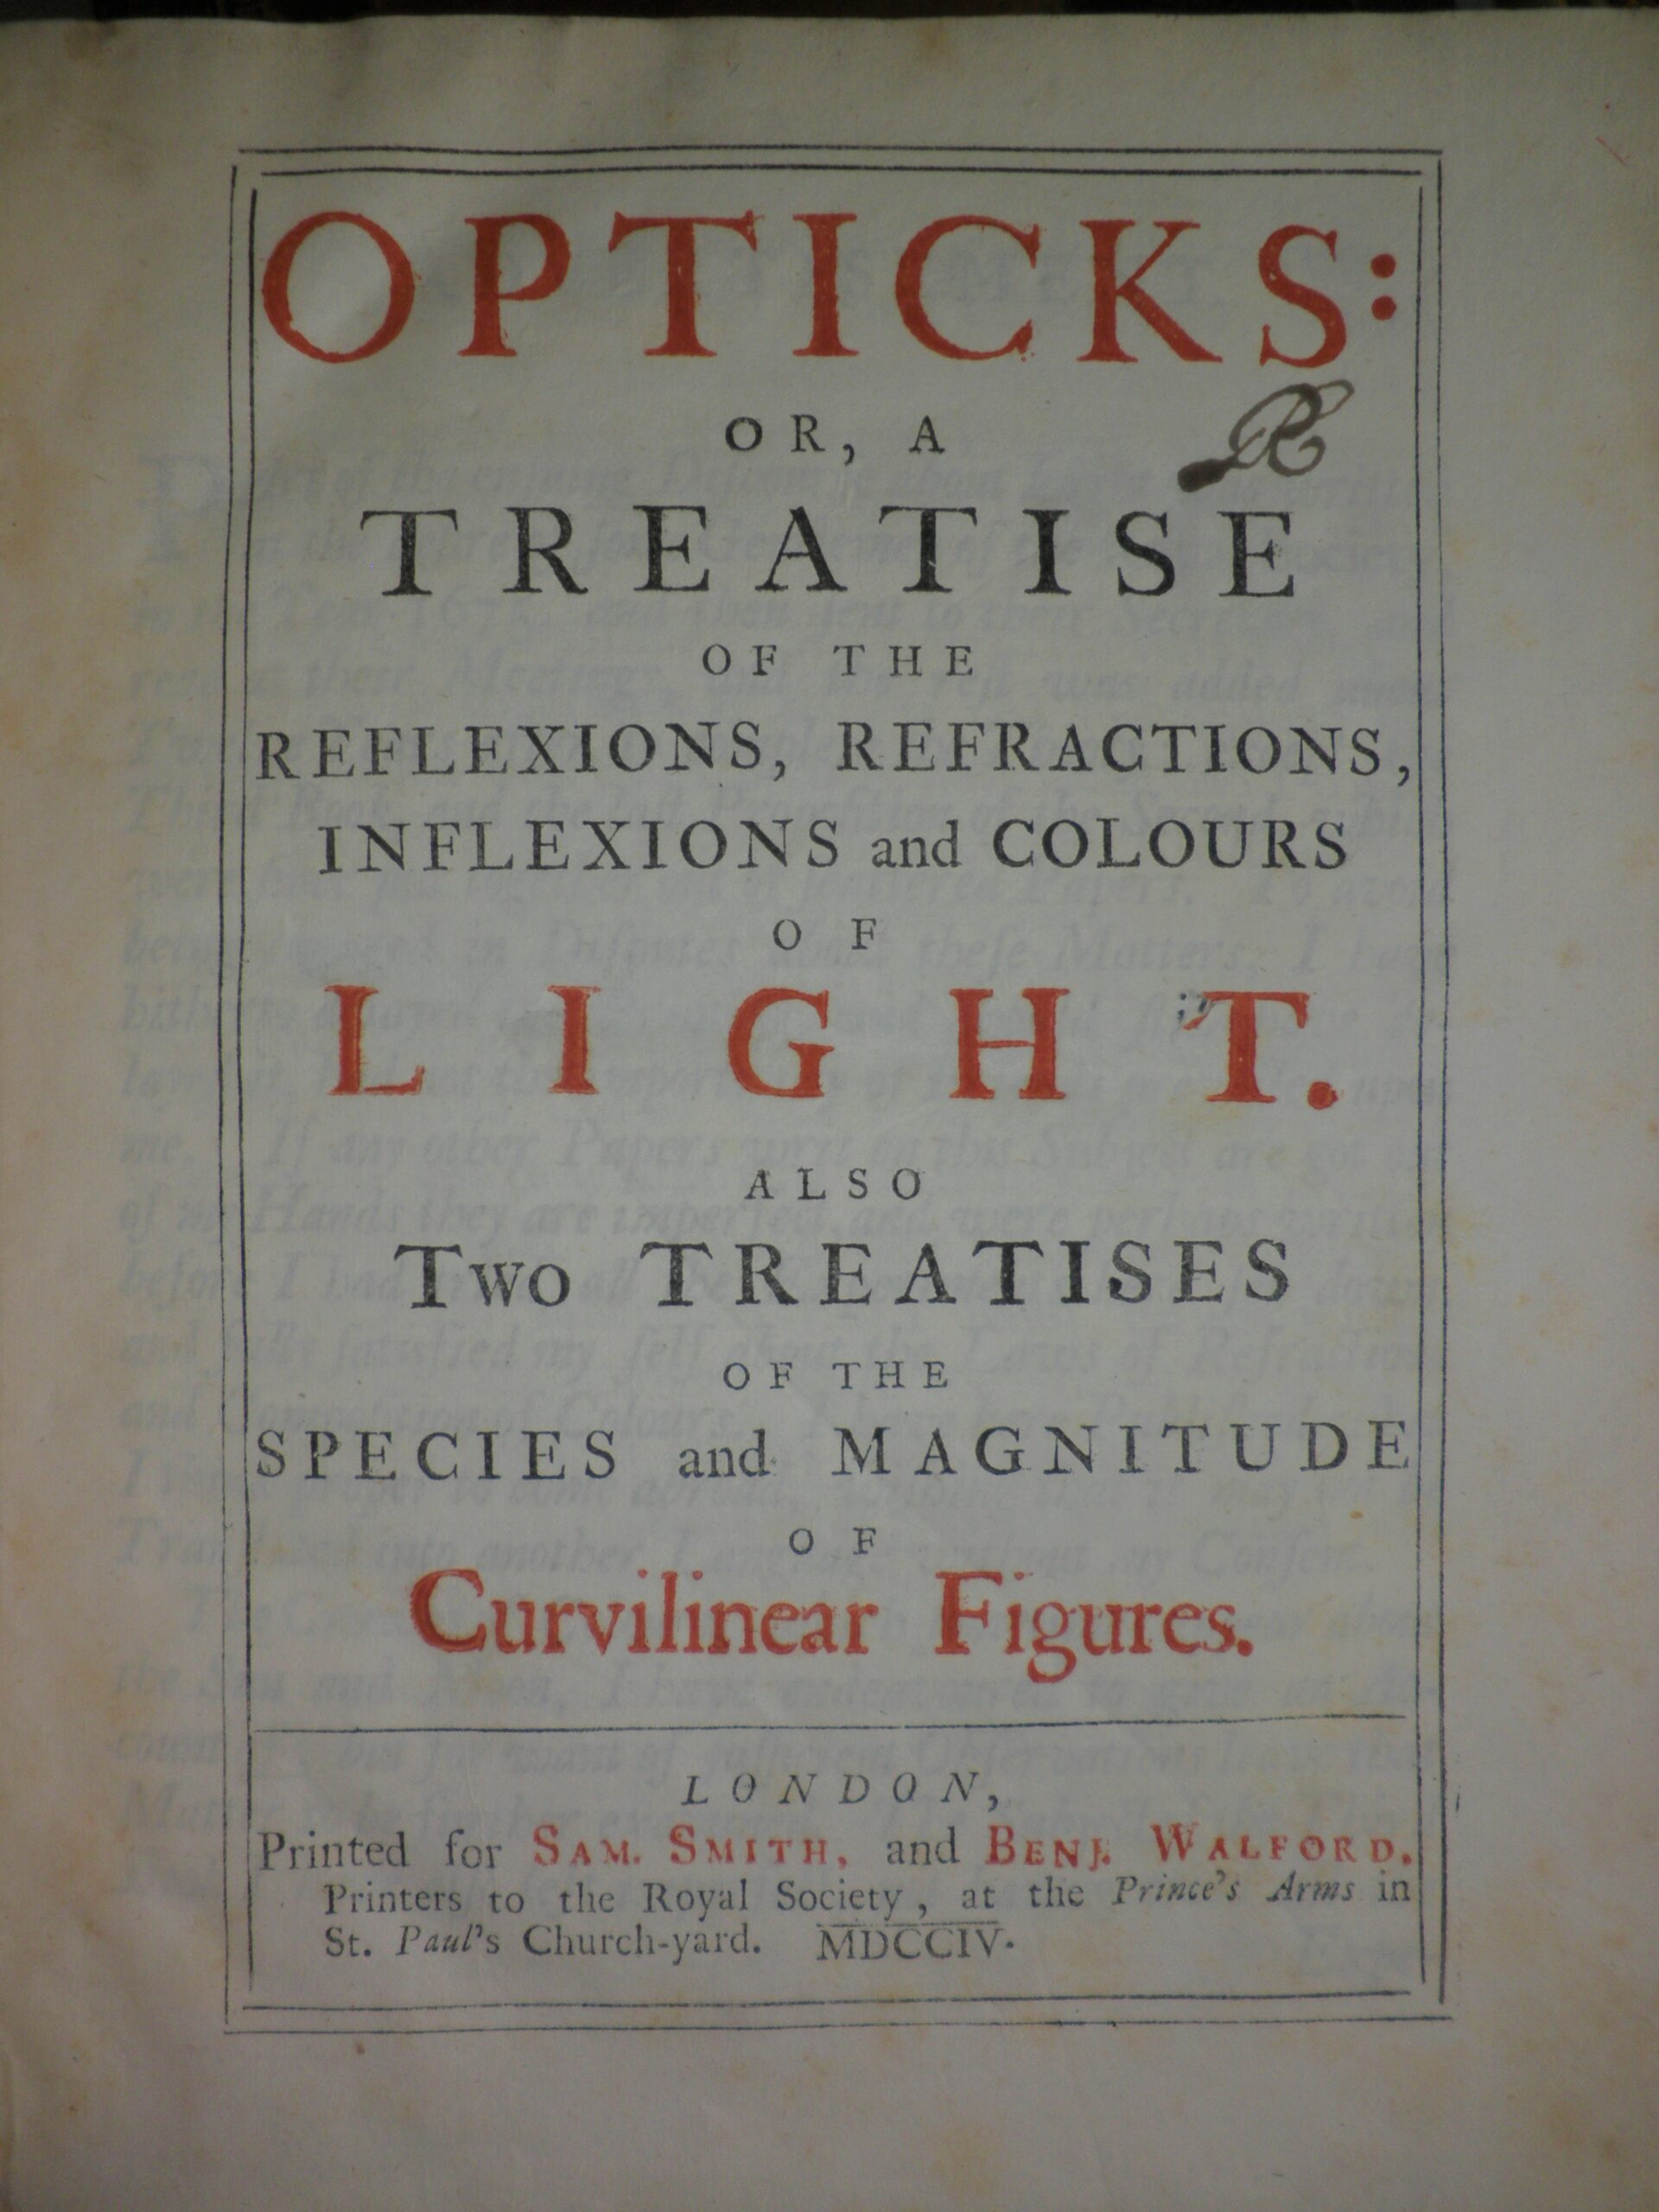 OPTICKS:
OR, A
R
TREATISE
OF THE
REFLEXIONS, REFRACTIONS,
INFLEXIONS and COLOURS
OF
LIGHT.
ALSO
Two TREATISES
OF THE
SPECIES and MAGNITUDE
OF
Curvilinear Figures.
LONDON,
Printed for SAM. SMITH, and BENJ. WALFORD,
Printers to the Royal Society, at the Prince's Arms in
St. Paul's Church-yard. MDCCIV.